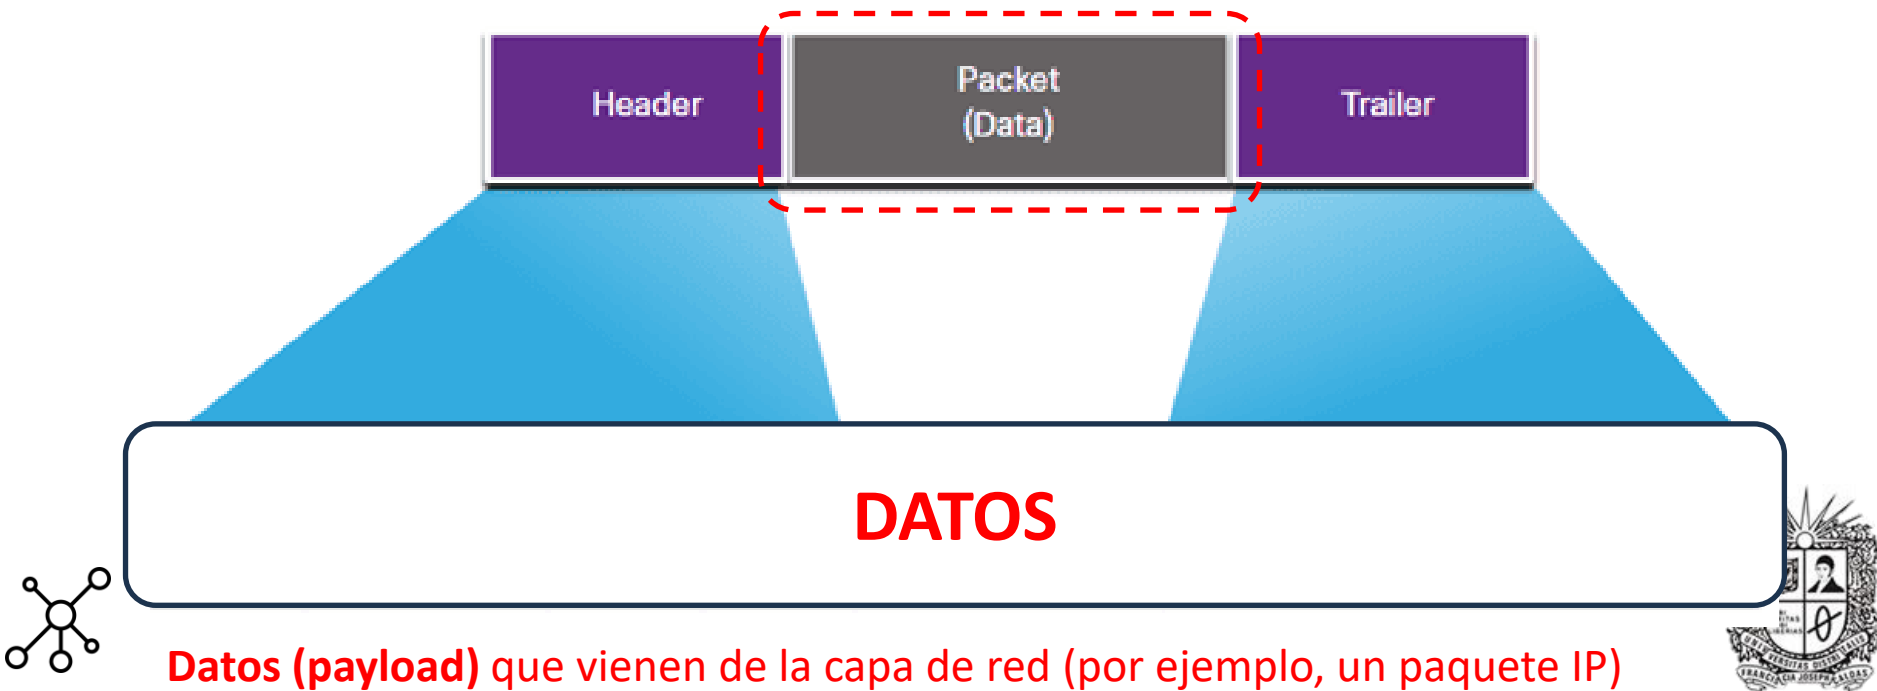 Header
Packet
(Data)
Trailer
DATOS
Datos (payload) que vienen de la capa de red (por ejemplo, un paquete IP)